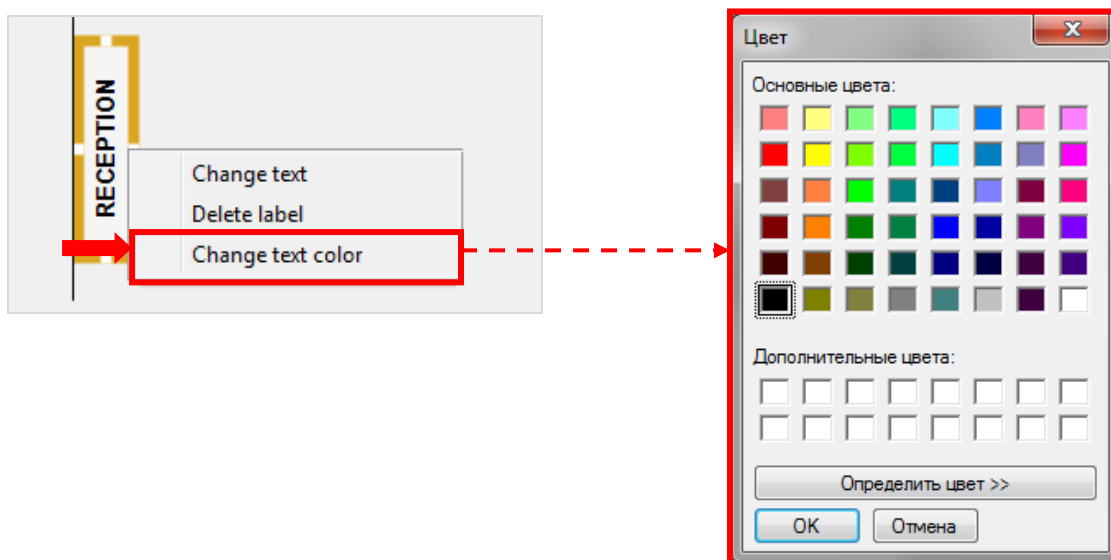 RECEPTION
Change text
Delete label
Change text color
Цвет
Основные цвета:
Дополнительные цвета:
Определить цвет >>
OK
Отмена